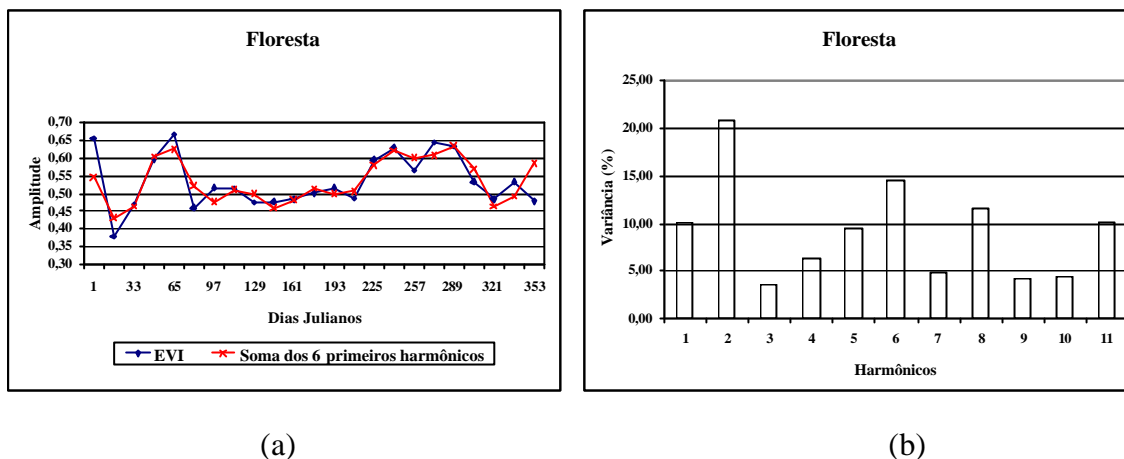 Floresta
Amplitude
0,70
0,65
0,60
0,55
0,50
0,45
0,40
0,35
0,30
1 33 65 97 129 161 193 225 257 289 321 353
Dias Julianos
EVI Soma dos 6 primeiros harmônicos
(a)
Floresta
Variância (%)
25,00
20,00
15,00
10,00
5,00
0,00
1 2 3 4 5 6 7 8 9 10 11
Harmônicos
(b)